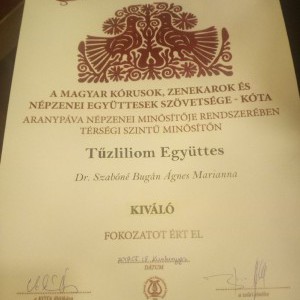 A MAGYAR KÓRUSOK, ZENEKAROK ÉS
NÉPZENEI EGYÜTTESEK SZÖVETSÉGE - KÓTA
ARANYPÁVA NÉPZENEI MINŐSÍTŐJE RENDSZERÉBEN
TÉRSÉGI SZINTŰ MINŐSÍTŐN
Tűzliliom Együttes
Dr. Szabóné Bugán Ágnes Marianna
KIVÁLÓ
FOKOZATOT ÉRT EL
DÁTUM